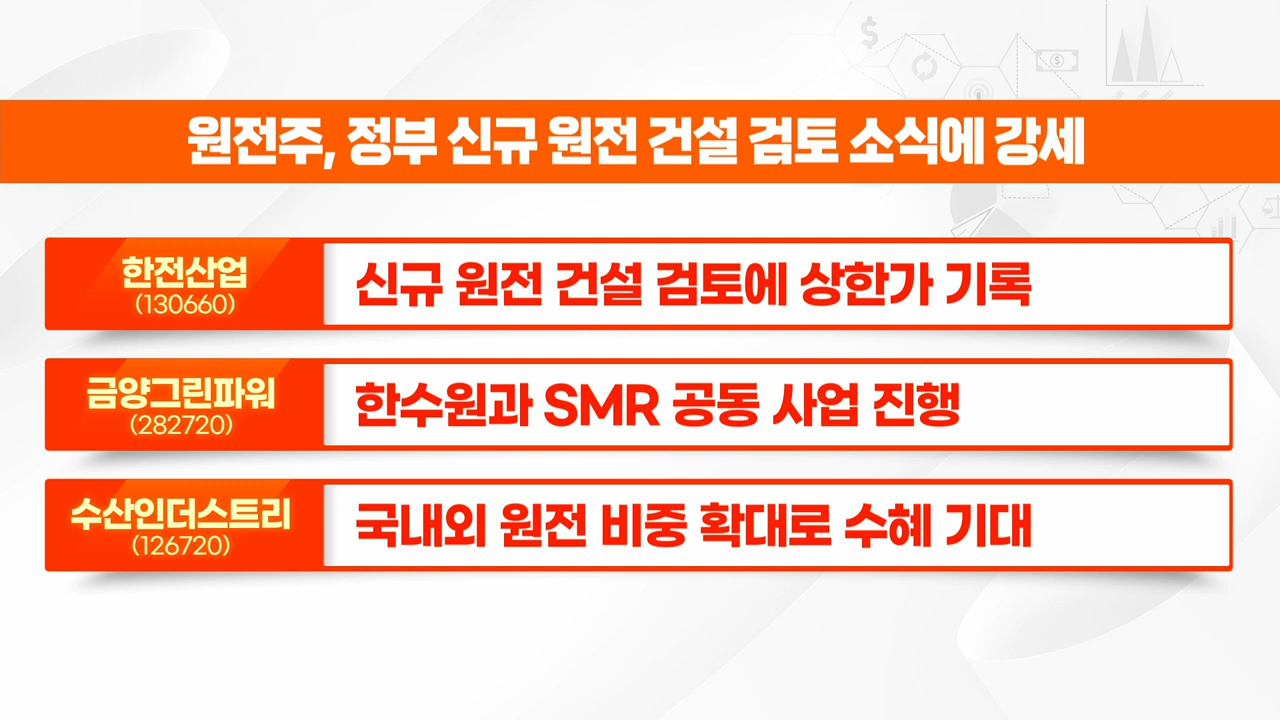 원전주, 정부 신규 원전 건설 검토 소식에 강세
한전산업
(130660)
신규 원전 건설 검토에 상한가 기록
금양그린파워
(282720)
한수원과 SMR 공동 사업 진행
수산인더스트리
(126720)
국내외 원전 비중 확대로 수혜 기대